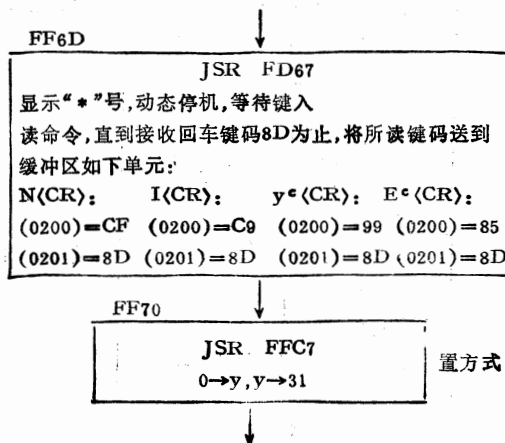 FF6D
JSR FD67
显示“*”号,动态停机,等待键入
读命令,直到接收回车键码8D为止,将所读键码送到
缓冲区如下单元:
N⟨CR⟩: I⟨CR⟩: yᶜ⟨CR⟩: Eᶜ⟨CR⟩:
(0200)=CF (0200)=C9 (0200)=99 (0200)=85
(0201)=8D (0201)=8D (0201)=8D (0201)=8D
FF70
JSR FFC7
0→y,y→31
置方式